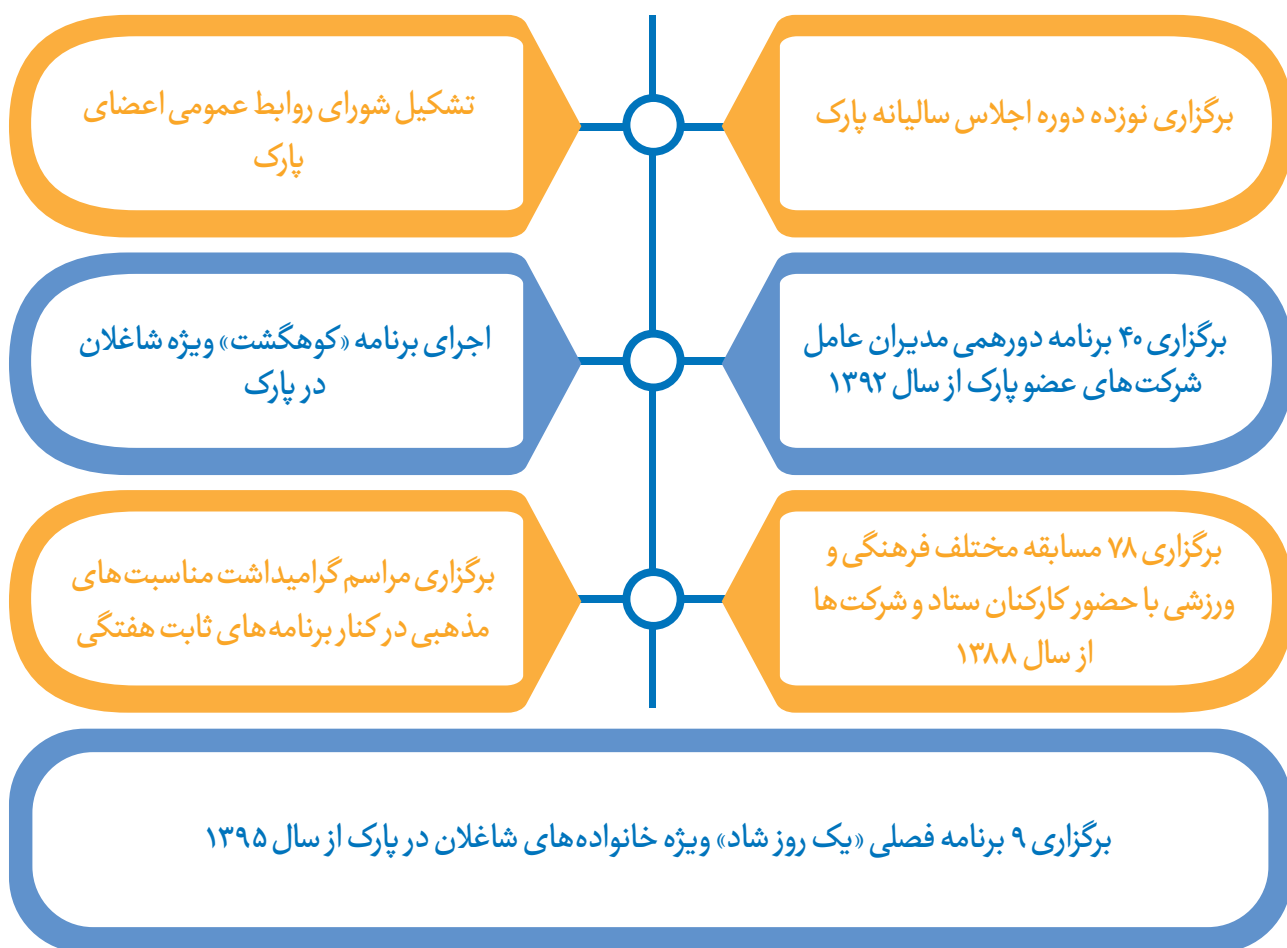 برگزاری نوزده دوره اجلاس سالیانه پارک
تشکیل شورای روابط عمومی اعضای
پارک
برگزاری ۴۰ برنامه دورهمی مدیران عامل
شرکت‌های عضو پارک از سال ۱۳۹۲
اجرای برنامه «کوهگشت» ویژه شاغلان
در پارک
برگزاری ۷۸ مسابقه مختلف فرهنگی و
ورزشی با حضور کارکنان ستاد و شرکت‌ها
از سال ۱۳۸۸
برگزاری مراسم گرامیداشت مناسبت‌های
مذهبی در کنار برنامه‌های ثابت هفتگی
برگزاری ۹ برنامه فصلی «یک روز شاد» ویژه خانواده‌های شاغلان در پارک از سال ۱۳۹۵